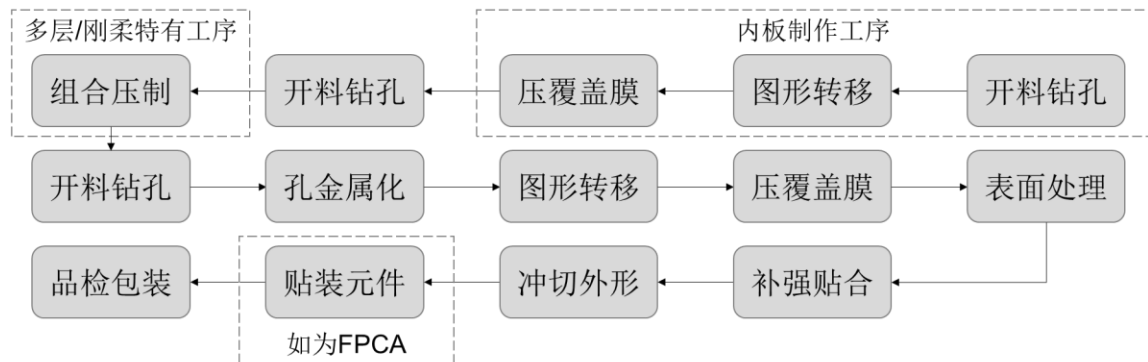 多层/刚柔特有工序
内板制作工序
组合压制
开料钻孔
压覆盖膜
图形转移
开料钻孔
开料钻孔
孔金属化
图形转移
压覆盖膜
表面处理
品检包装
贴装元件
冲切外形
补强贴合
如为FPCA